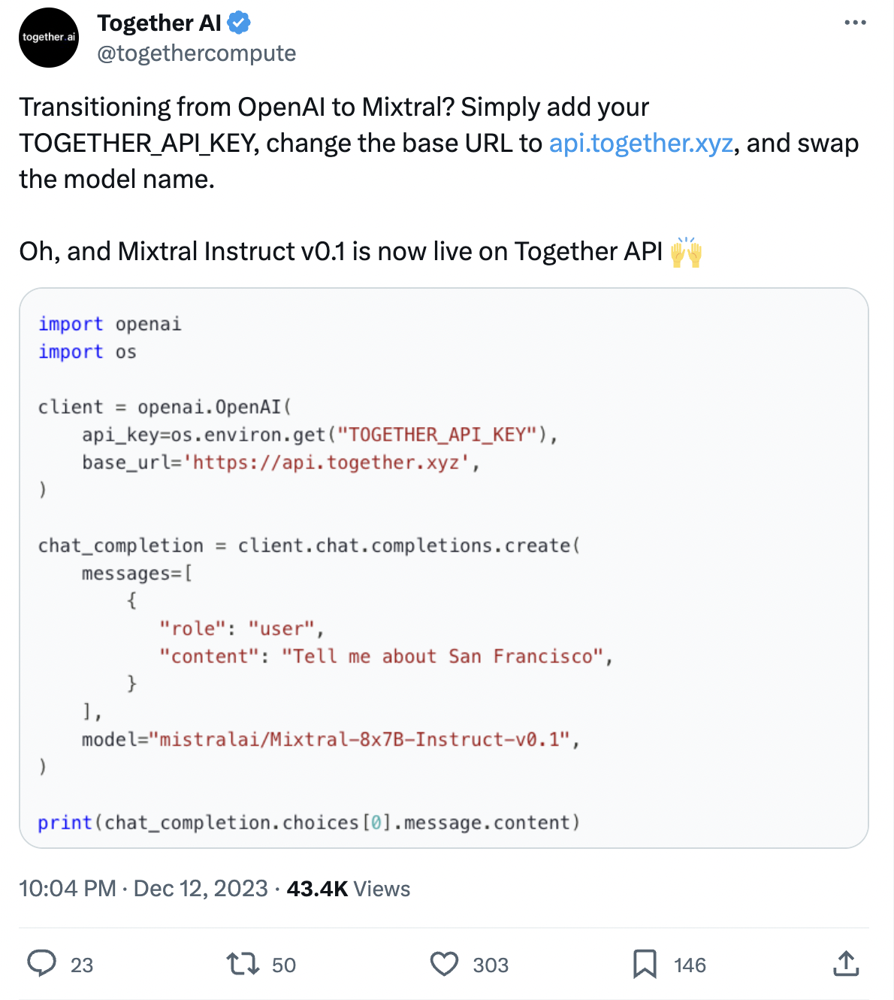 together.ai
Together AI
@togethercompute
Transitioning from OpenAI to Mixtral? Simply add your
TOGETHER_API_KEY, change the base URL to api.together.xyz, and swap
the model name.
Oh, and Mixtral Instruct v0.1 is now live on Together API 🙌
import openai
import os
client = openai.OpenAI(
    api_key=os.environ.get("TOGETHER_API_KEY"),
    base_url='https://api.together.xyz',
)
chat_completion = client.chat.completions.create(
    messages=[
        {
           "role": "user",
           "content": "Tell me about San Francisco",
        }
    ],
    model="mistralai/Mixtral-8x7B-Instruct-v0.1",
)
print(chat_completion.choices[0].message.content)
10:04 PM · Dec 12, 2023 · 43.4K Views
23 50 303 146